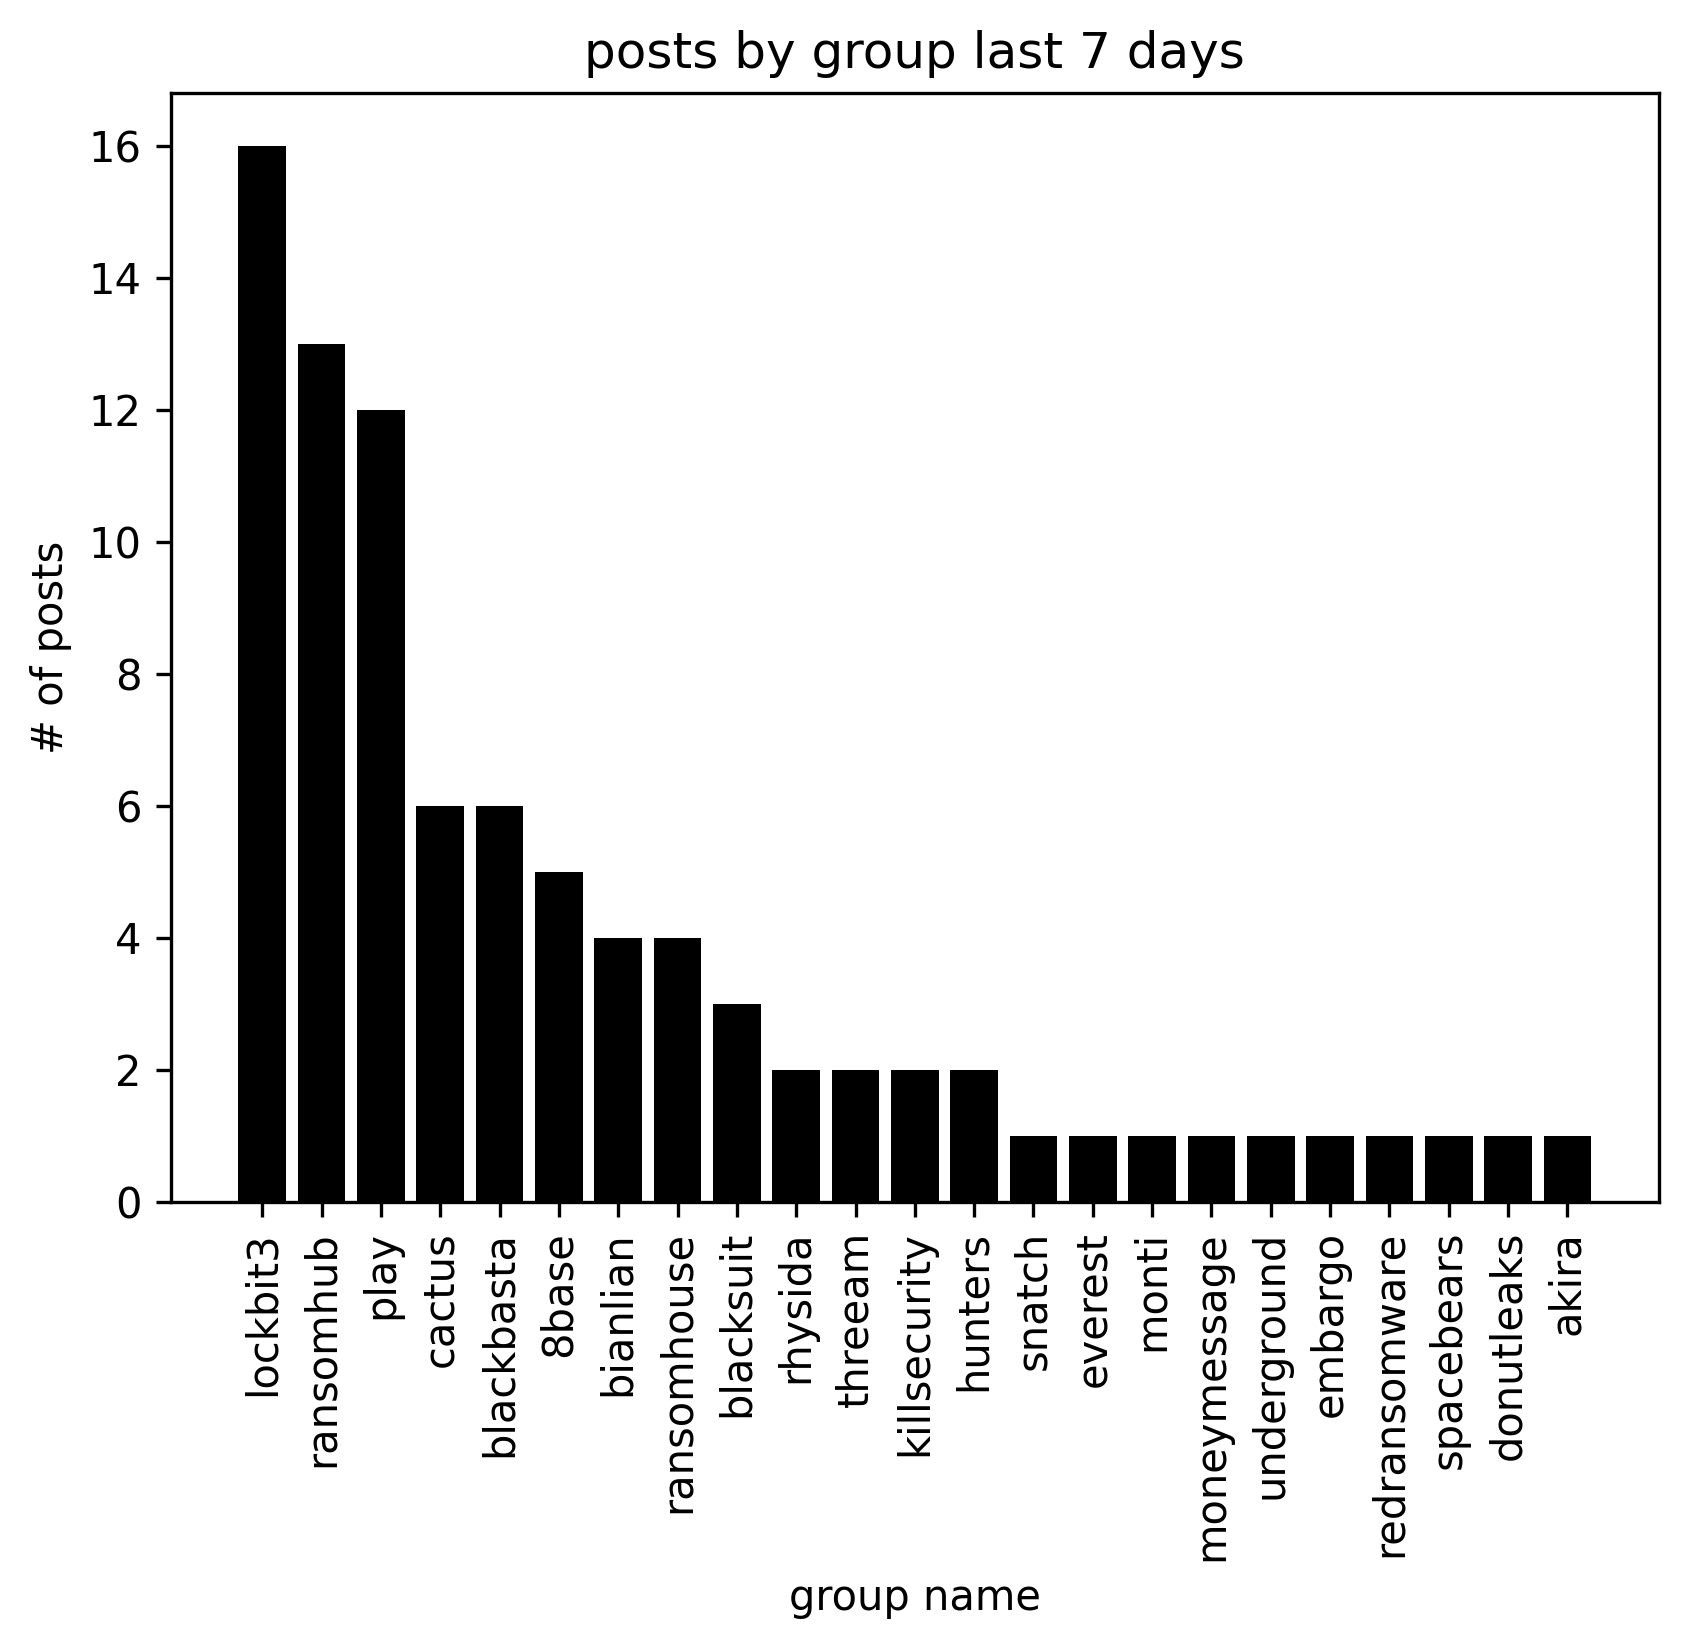 posts by group last 7 days
# of posts
16
14
12
10
8
6
4
2
0
lockbit3
ransomhub
play
cactus
blackbasta
8base
bianlian
ransomhouse
blacksuit
rhysida
threeam
killsecurity
hunters
snatch
everest
monti
moneymessage
underground
embargo
redransomware
spacebears
donutleaks
akira
group name